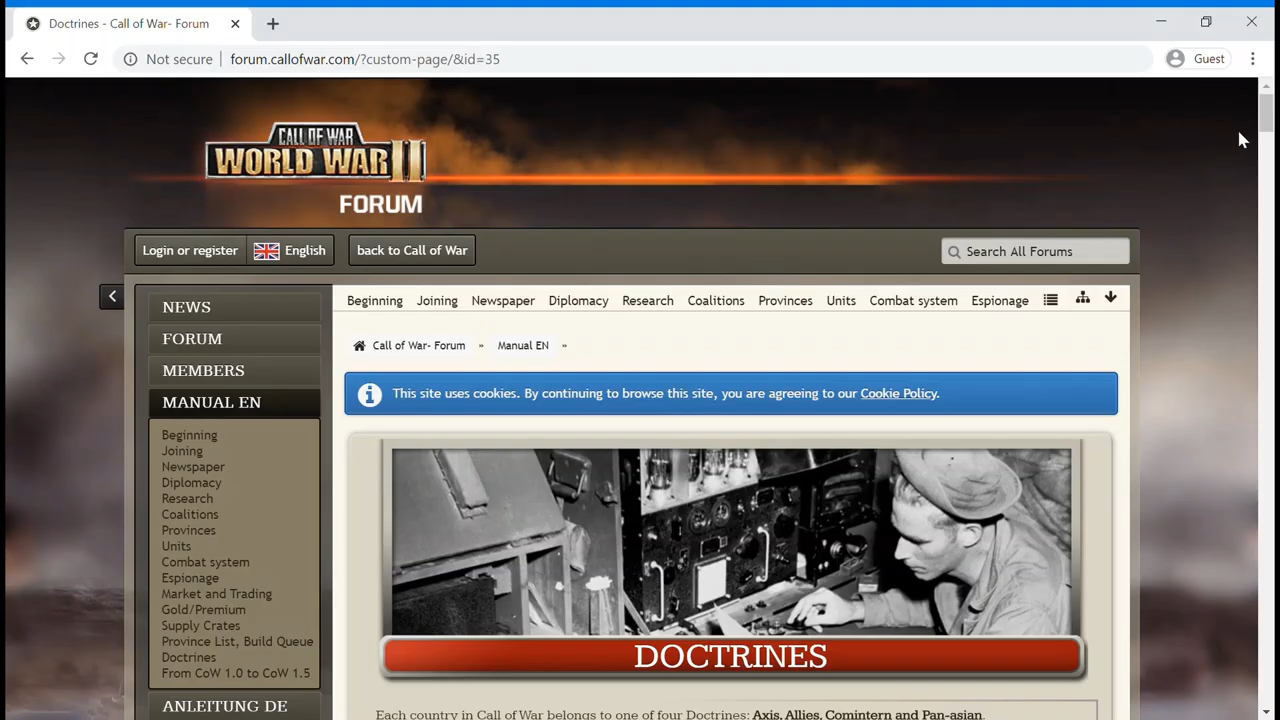 Doctrines - Call of War- Forum
Not secure
forum.callofwar.com/?custom-page/&id=35
Guest
CALL OF WAR
WORLD WAR II
FORUM
Login or register
English
back to Call of War
Search All Forums
NEWS
FORUM
MEMBERS
MANUAL EN
Beginning
Joining
Newspaper
Diplomacy
Research
Coalitions
Provinces
Units
Combat system
Espionage
Market and Trading
Gold/Premium
Supply Crates
Province List, Build Queue
Doctrines
From CoW 1.0 to CoW 1.5
ANLEITUNG DE
Beginning Joining Newspaper Diplomacy Research Coalitions Provinces Units Combat system Espionage
Call of War- Forum » Manual EN »
This site uses cookies. By continuing to browse this site, you are agreeing to our Cookie Policy.
DOCTRINES
Each country in Call of War belongs to one of four Doctrines: Axis, Allies, Comintern and Pan-asian.